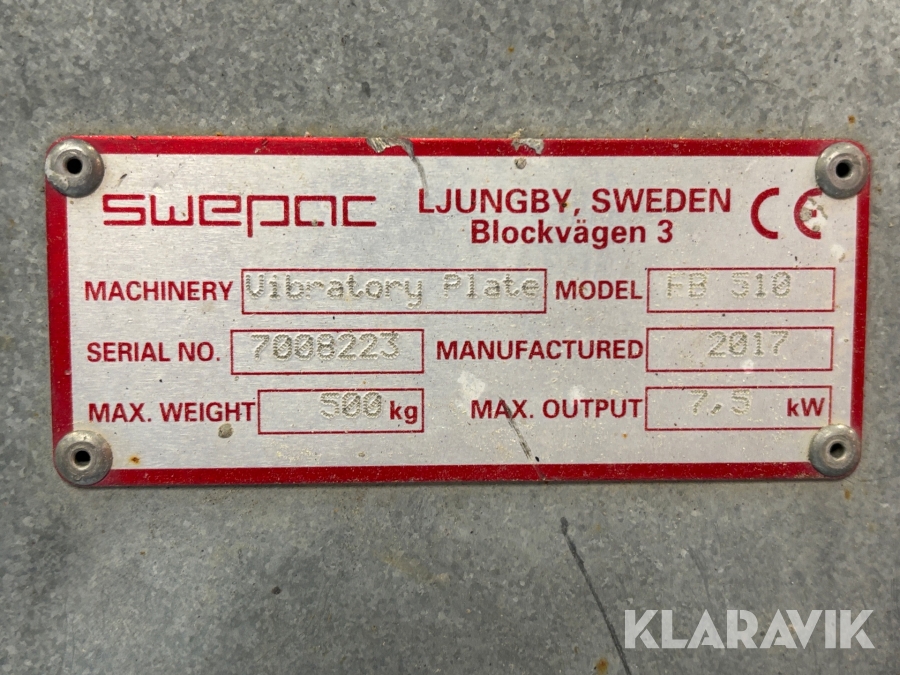 swepac LJUNGBY, SWEDEN CE
Blockvägen 3
MACHINERY Vibratory Plate MODEL FB 510
SERIAL NO. 7008223 MANUFACTURED 2017
MAX. WEIGHT 500 kg MAX. OUTPUT 7,5 kW
KLARAVIK